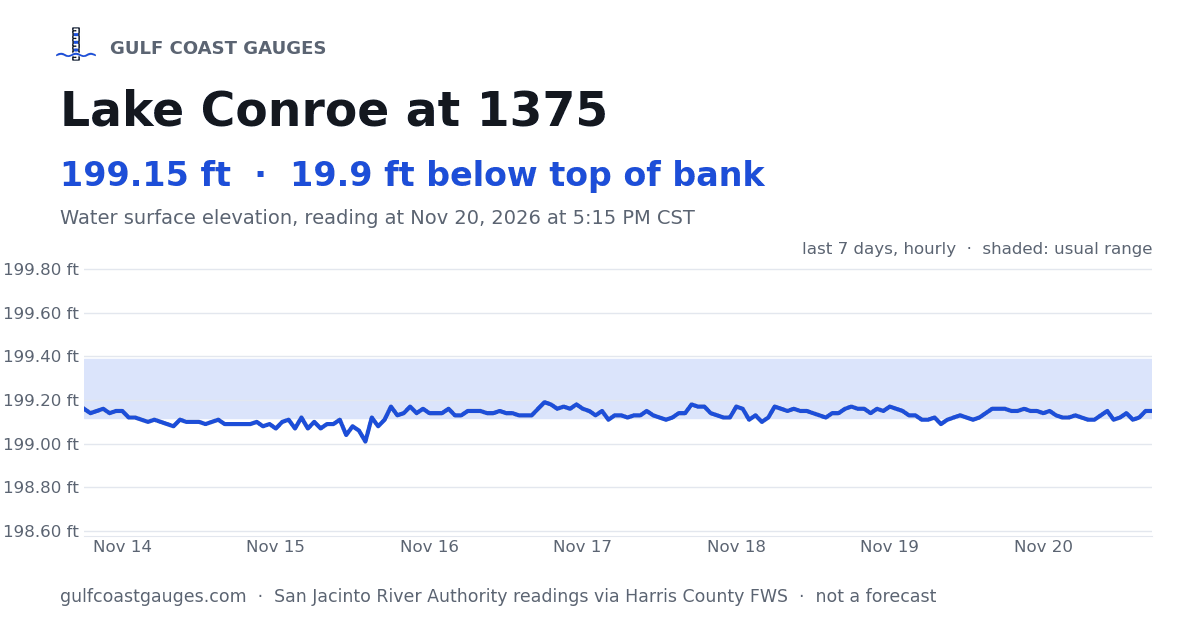 GULF COAST GAUGES
Lake Conroe at 1375
199.15 ft · 19.9 ft below top of bank
Water surface elevation, reading at Nov 20, 2026 at 5:15 PM CST
last 7 days, hourly · shaded: usual range
199.80 ft
199.60 ft
199.40 ft
199.20 ft
199.00 ft
198.80 ft
198.60 ft
Nov 14 Nov 15 Nov 16 Nov 17 Nov 18 Nov 19 Nov 20
gulfcoastgauges.com · San Jacinto River Authority readings via Harris County FWS · not a forecast